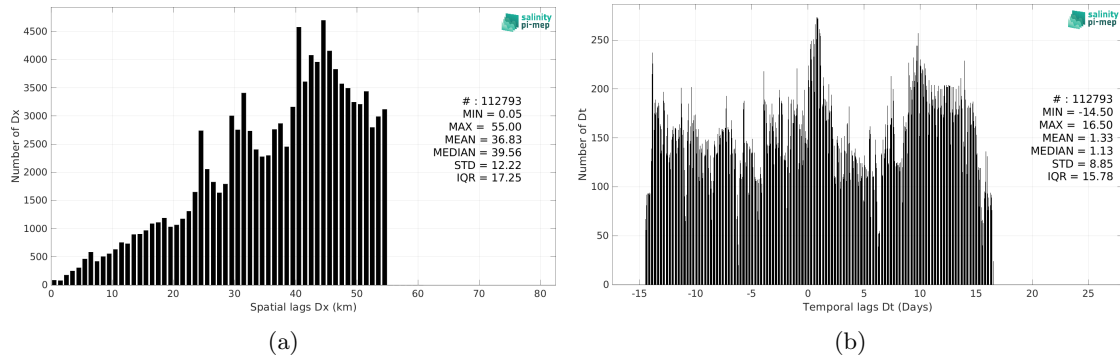 salinity
pi-mep
4500
4000
3500
3000
2500
2000
1500
1000
500
0
Number of Dx
# : 112793
MIN = 0.05
MAX = 55.00
MEAN = 36.83
MEDIAN = 39.56
STD = 12.22
IQR = 17.25
0 10 20 30 40 50 60 70 80
Spatial lags Dx (km)
(a)
salinity
pi-mep
250
200
150
100
50
0
Number of Dt
# : 112793
MIN = -14.50
MAX = 16.50
MEAN = 1.33
MEDIAN = 1.13
STD = 8.85
IQR = 15.78
-15 -10 -5 0 5 10 15 20 25
Temporal lags Dt (Days)
(b)